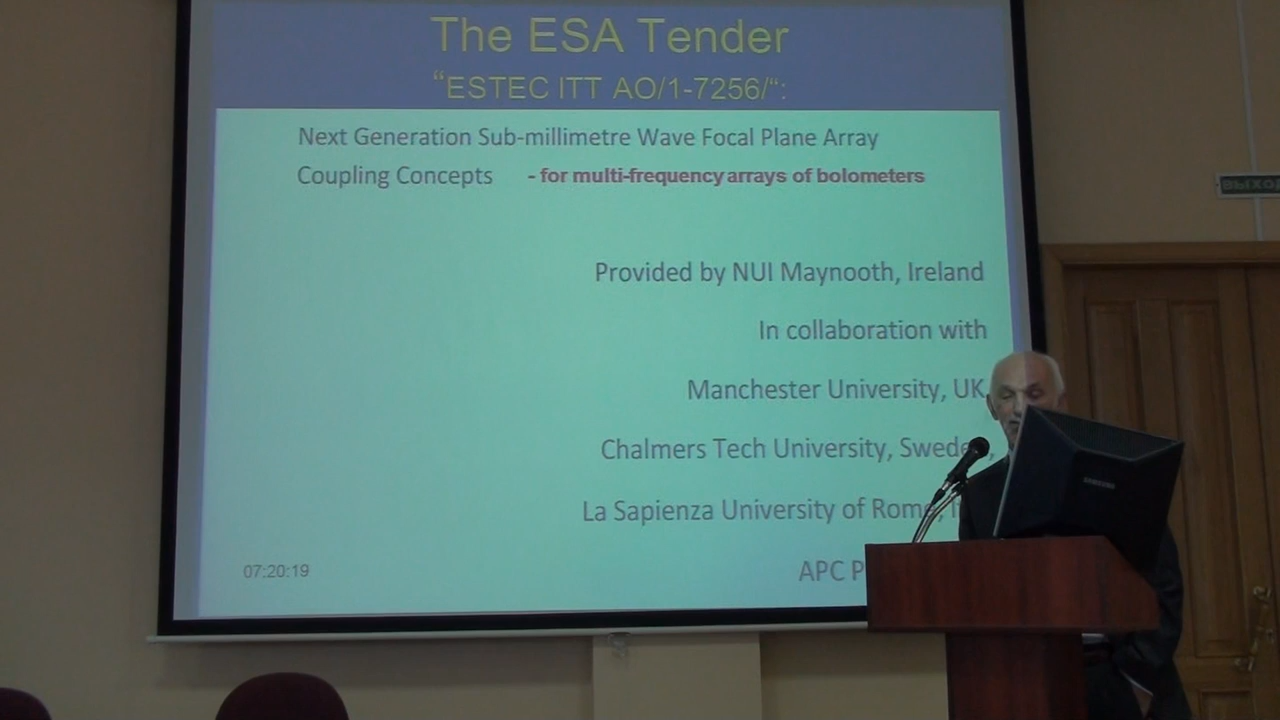 The ESA Tender
“ESTEC ITT AO/1-7256/“:
Next Generation Sub-millimetre Wave Focal Plane Array
Coupling Concepts - for multi-frequency arrays of bolometers
Provided by NUI Maynooth, Ireland
In collaboration with
Manchester University, UK
Chalmers Tech University,
La Sapienza University of Rome,
07:20:19
APC
SAMSUNG
ВЫХОД